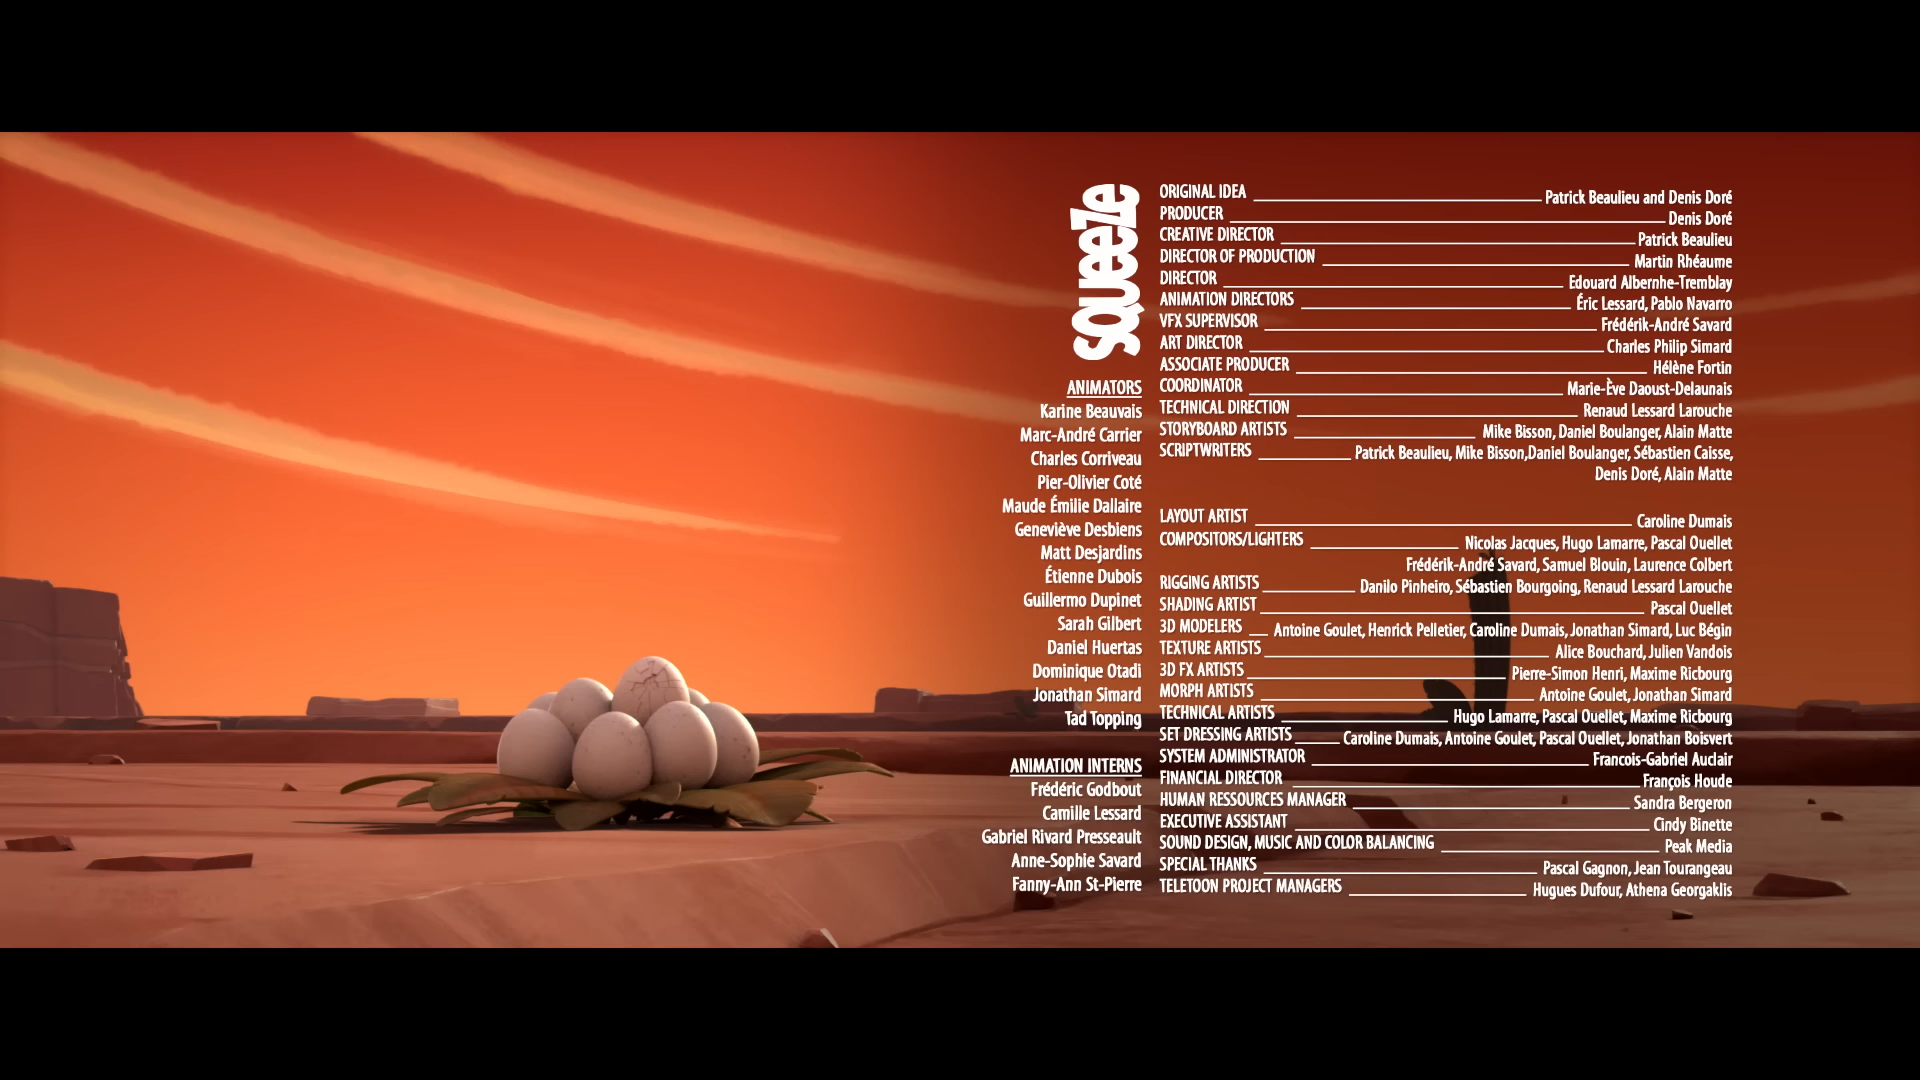 squeeze
ANIMATORS
Karine Beauvais
Marc-André Carrier
Charles Corriveau
Pier-Olivier Coté
Maude Émilie Dallaire
Geneviève Desbiens
Matt Desjardins
Étienne Dubois
Guillermo Dupinet
Sarah Gilbert
Daniel Huertas
Dominique Otadi
Jonathan Simard
Tad Topping
ANIMATION INTERNS
Frédéric Godbout
Camille Lessard
Gabriel Rivard Presseault
Anne-Sophie Savard
Fanny-Ann St-Pierre
ORIGINAL IDEA Patrick Beaulieu and Denis Doré
PRODUCER Denis Doré
CREATIVE DIRECTOR Patrick Beaulieu
DIRECTOR OF PRODUCTION Martin Rhéaume
DIRECTOR Edouard Albernhe-Tremblay
ANIMATION DIRECTORS Éric Lessard, Pablo Navarro
VFX SUPERVISOR Frédérik-André Savard
ART DIRECTOR Charles Philip Simard
ASSOCIATE PRODUCER Hélène Fortin
COORDINATOR Marie-Ève Daoust-Delaunais
TECHNICAL DIRECTION Renaud Lessard Larouche
STORYBOARD ARTISTS Mike Bisson, Daniel Boulanger, Alain Matte
SCRIPTWRITERS Patrick Beaulieu, Mike Bisson,Daniel Boulanger, Sébastien Caisse,
Denis Doré, Alain Matte
LAYOUT ARTIST Caroline Dumais
COMPOSITORS/LIGHTERS Nicolas Jacques, Hugo Lamarre, Pascal Ouellet
Frédérik-André Savard, Samuel Blouin, Laurence Colbert
RIGGING ARTISTS Danilo Pinheiro, Sébastien Bourgoing, Renaud Lessard Larouche
SHADING ARTIST Pascal Ouellet
3D MODELERS Antoine Goulet, Henrick Pelletier, Caroline Dumais, Jonathan Simard, Luc Bégin
TEXTURE ARTISTS Alice Bouchard, Julien Vandois
3D FX ARTISTS Pierre-Simon Henri, Maxime Ricbourg
MORPH ARTISTS Antoine Goulet, Jonathan Simard
TECHNICAL ARTISTS Hugo Lamarre, Pascal Ouellet, Maxime Ricbourg
SET DRESSING ARTISTS Caroline Dumais, Antoine Goulet, Pascal Ouellet, Jonathan Boisvert
SYSTEM ADMINISTRATOR Francois-Gabriel Auclair
FINANCIAL DIRECTOR François Houde
HUMAN RESSOURCES MANAGER Sandra Bergeron
EXECUTIVE ASSISTANT Cindy Binette
SOUND DESIGN, MUSIC AND COLOR BALANCING Peak Media
SPECIAL THANKS Pascal Gagnon, Jean Tourangeau
TELETOON PROJECT MANAGERS Hugues Dufour, Athena Georgaklis